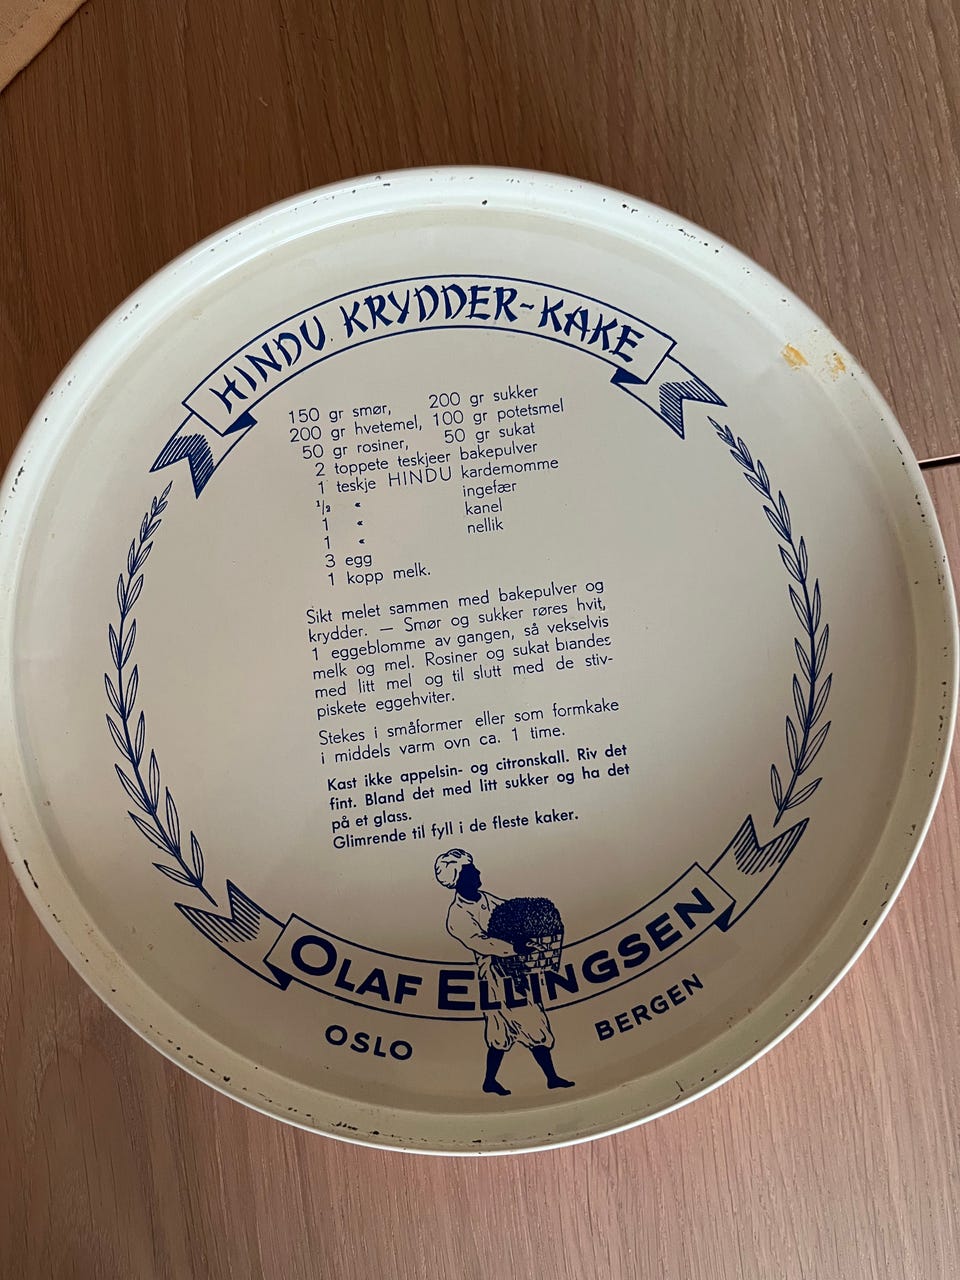 HINDU KRYDDER-KAKE
150 gr smør, 200 gr sukker
200 gr hvetemel, 100 gr potetsmel
50 gr rosiner, 50 gr sukat
2 toppete teskjeer bakepulver
1 teskje HINDU kardemomme
½ « ingefær
1 « kanel
1 « nellik
3 egg
1 kopp melk.
Sikt melet sammen med bakepulver og
krydder. — Smør og sukker røres hvit,
1 eggeblomme av gangen, så vekselvis
melk og mel. Rosiner og sukat blandes
med litt mel og til slutt med de stiv-
piskete eggehviter.
Stekes i småformer eller som formkake
i middels varm ovn ca. 1 time.
Kast ikke appelsin- og citronskall. Riv det
fint. Bland det med litt sukker og ha det
på et glass.
Glimrende til fyll i de fleste kaker.
OLAF ELLINGSEN
OSLO BERGEN